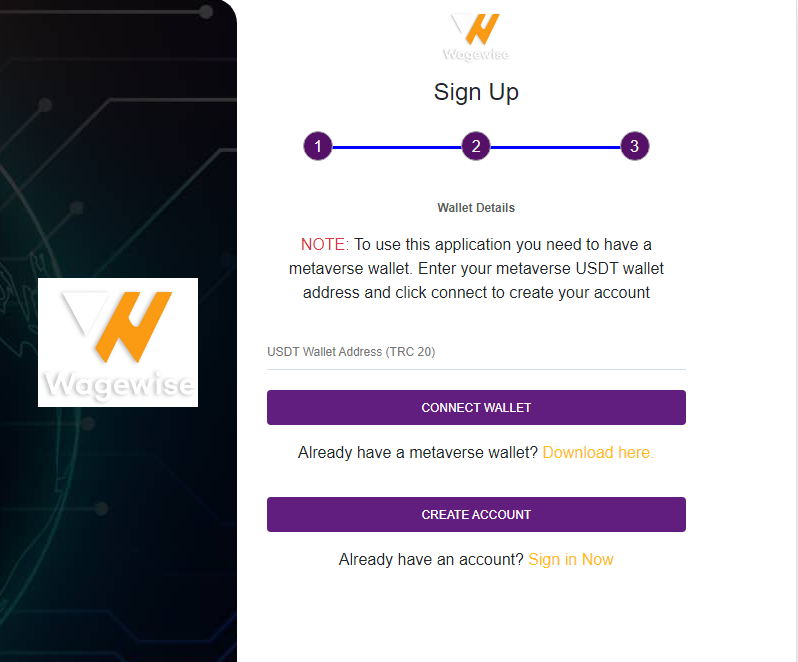 Wagewise
Sign Up
1 2 3
Wallet Details
NOTE: To use this application you need to have a
metaverse wallet. Enter your metaverse USDT wallet
address and click connect to create your account
USDT Wallet Address (TRC 20)
Wagewise
CONNECT WALLET
Already have a metaverse wallet? Download here.
CREATE ACCOUNT
Already have an account? Sign in Now